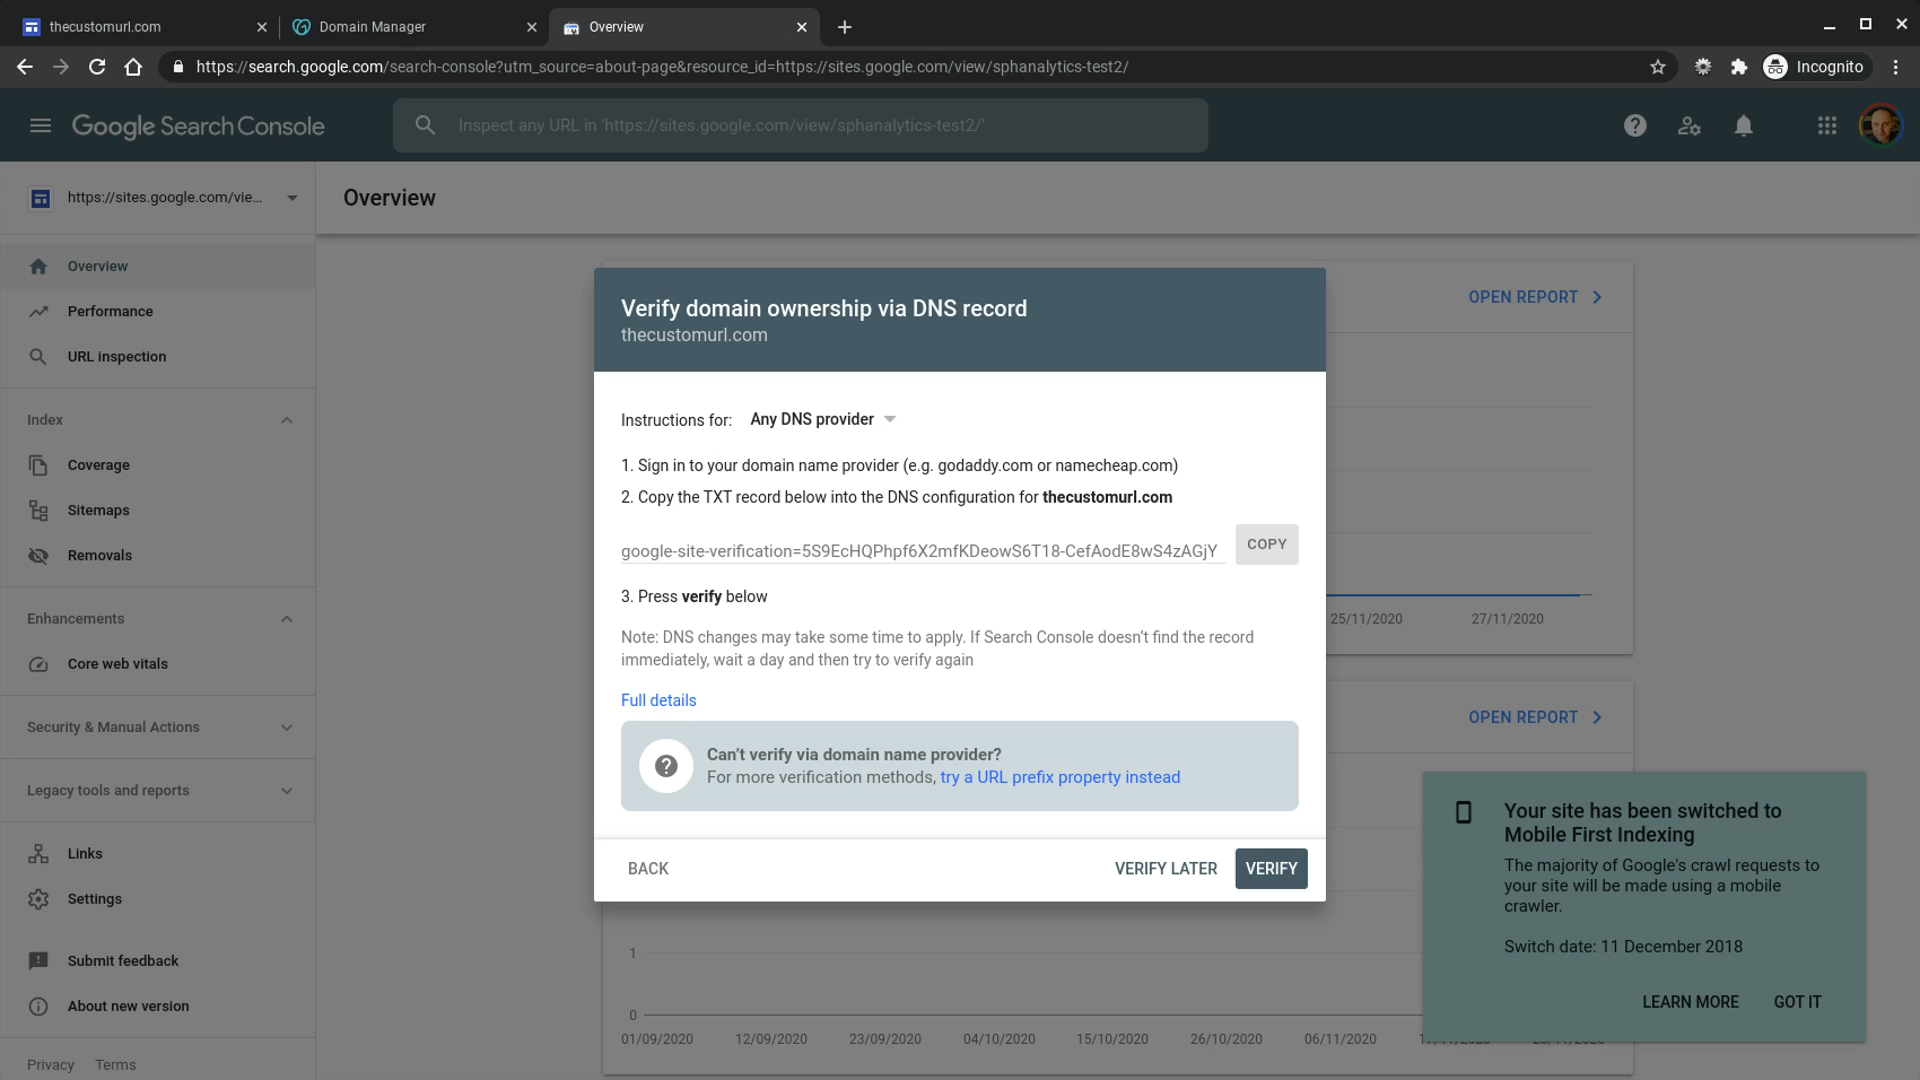 thecustomurl.com
Domain Manager
Overview
https://search.google.com/search-console?utm_source=about-page&resource_id=https://sites.google.com/view/sphanalytics-test2/
Incognito
Google Search Console
Inspect any URL in 'https://sites.google.com/view/sphanalytics-test2/'
https://sites.google.com/vie...
Overview
Overview
Performance
URL inspection
Index
Coverage
Sitemaps
Removals
Enhancements
Core web vitals
Security & Manual Actions
Legacy tools and reports
Links
Settings
Submit feedback
About new version
Privacy Terms
OPEN REPORT
25/11/2020 27/11/2020
Verify domain ownership via DNS record
thecustomurl.com
Instructions for: Any DNS provider
1. Sign in to your domain name provider (e.g. godaddy.com or namecheap.com)
2. Copy the TXT record below into the DNS configuration for thecustomurl.com
google-site-verification=5S9EcHQPhpf6X2mfKDeowS6T18-CefAodE8wS4zAGjY
COPY
3. Press verify below
Note: DNS changes may take some time to apply. If Search Console doesn't find the record
immediately, wait a day and then try to verify again
Full details
Can't verify via domain name provider?
For more verification methods, try a URL prefix property instead
BACK VERIFY LATER VERIFY
OPEN REPORT
1
0
01/09/2020 12/09/2020 23/09/2020 04/10/2020 15/10/2020 26/10/2020 06/11/2020
Your site has been switched to
Mobile First Indexing
The majority of Google's crawl requests to
your site will be made using a mobile
crawler.
Switch date: 11 December 2018
LEARN MORE GOT IT